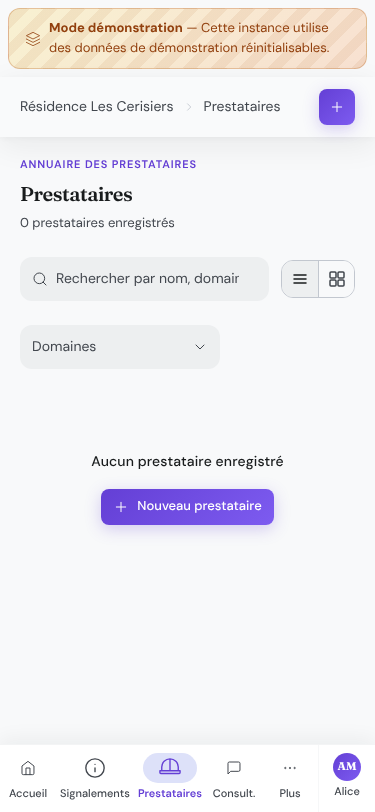 Mode démonstration — Cette instance utilise
des données de démonstration réinitialisables.
Résidence Les Cerisiers
Prestataires
ANNUAIRE DES PRESTATAIRES
Prestataires
0 prestataires enregistrés
Rechercher par nom, domair
Domaines
Aucun prestataire enregistré
Nouveau prestataire
AM
Accueil
Signalements
Prestataires
Consult.
Plus
Alice